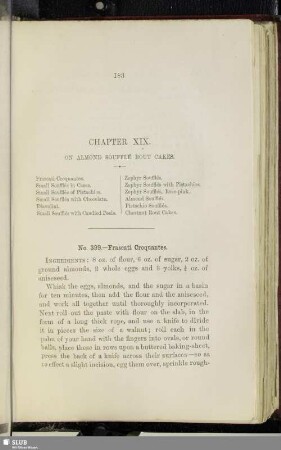 189
CHAPTER XIX.
ON ALMOND SOUFFLÉ ROUT CAKES.
Frascati Croquantes.
Small Soufflés in Cases.
Small Soufflés of Pistachios.
Small Soufflés with Chocolate.
Small Soufflés with Candied Peels.
Zephyr Soufflés.
Zephyr Soufflés with Pistachios.
Zephyr Soufflés, Rose pink.
Almond Soufflés.
Pistachio Soufflés.
Chestnut Rout Cakes.
No. 309.—Frascati Croquantes.
INGREDIENTS: 8 oz. of flour, 6 oz. of sugar, 2 oz. of
ground almonds, 2 whole eggs and 3 yolks, ¼ oz. of
aniseseed.
Whisk the eggs, almonds, and the sugar in a basin
for ten minutes, then add the flour and the aniseseed,
and work all together until thoroughly incorporated.
Next roll out the paste with flour on the slab, in the
form of a long thick rope, and use a knife to divide
it in pieces the size of a walnut; roll each in the
palm of your hand with the fingers into ovals, or round
balls, place these in rows upon a buttered baking-sheet,
press the back of a knife across their surfaces—so as
to effect a slight incision, egg them over, sprinkle rough-
SLUB